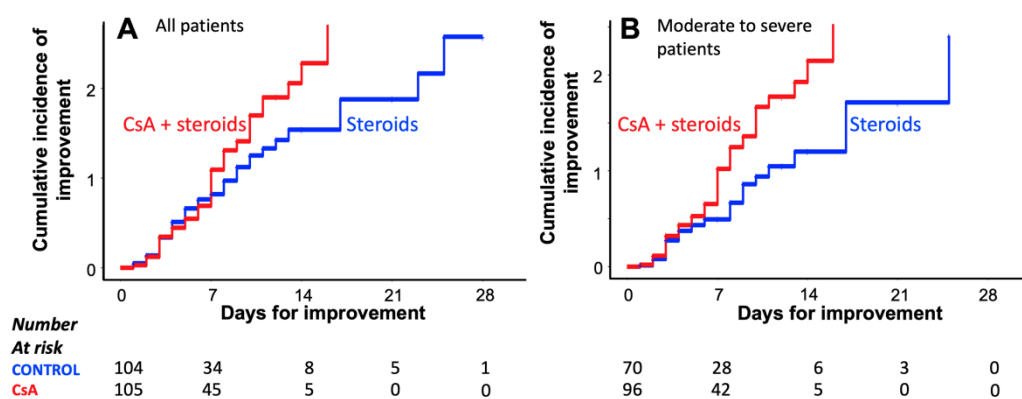 A All patients
Cumulative incidence of
improvement
2
1
0
CsA + steroids
Steroids
0 7 14 21 28
Days for improvement
B Moderate to severe
patients
Cumulative incidence of
improvement
2
1
0
CsA + steroids
Steroids
0 7 14 21 28
Days for improvement
Number
At risk
CONTROL 104 34 8 5 1 70 28 6 3 0
CsA 105 45 5 0 0 96 42 5 0 0